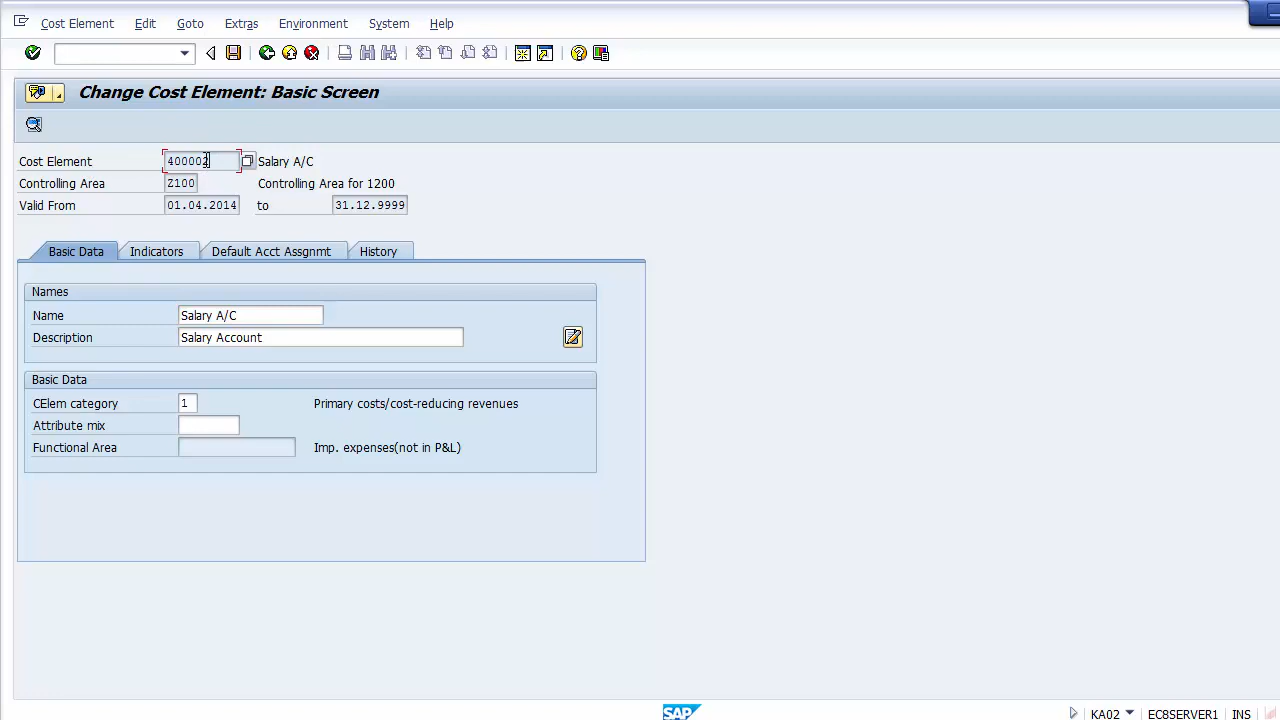 Cost Element Edit Goto Extras Environment System Help
Change Cost Element: Basic Screen
Cost Element 400002 Salary A/C
Controlling Area Z100 Controlling Area for 1200
Valid From 01.04.2014 to 31.12.9999
Basic Data Indicators Default Acct Assgnmt History
Names
Name Salary A/C
Description Salary Account
Basic Data
CElem category 1 Primary costs/cost-reducing revenues
Attribute mix
Functional Area Imp. expenses(not in P&L)
SAP KA02 EC8SERVER1 INS